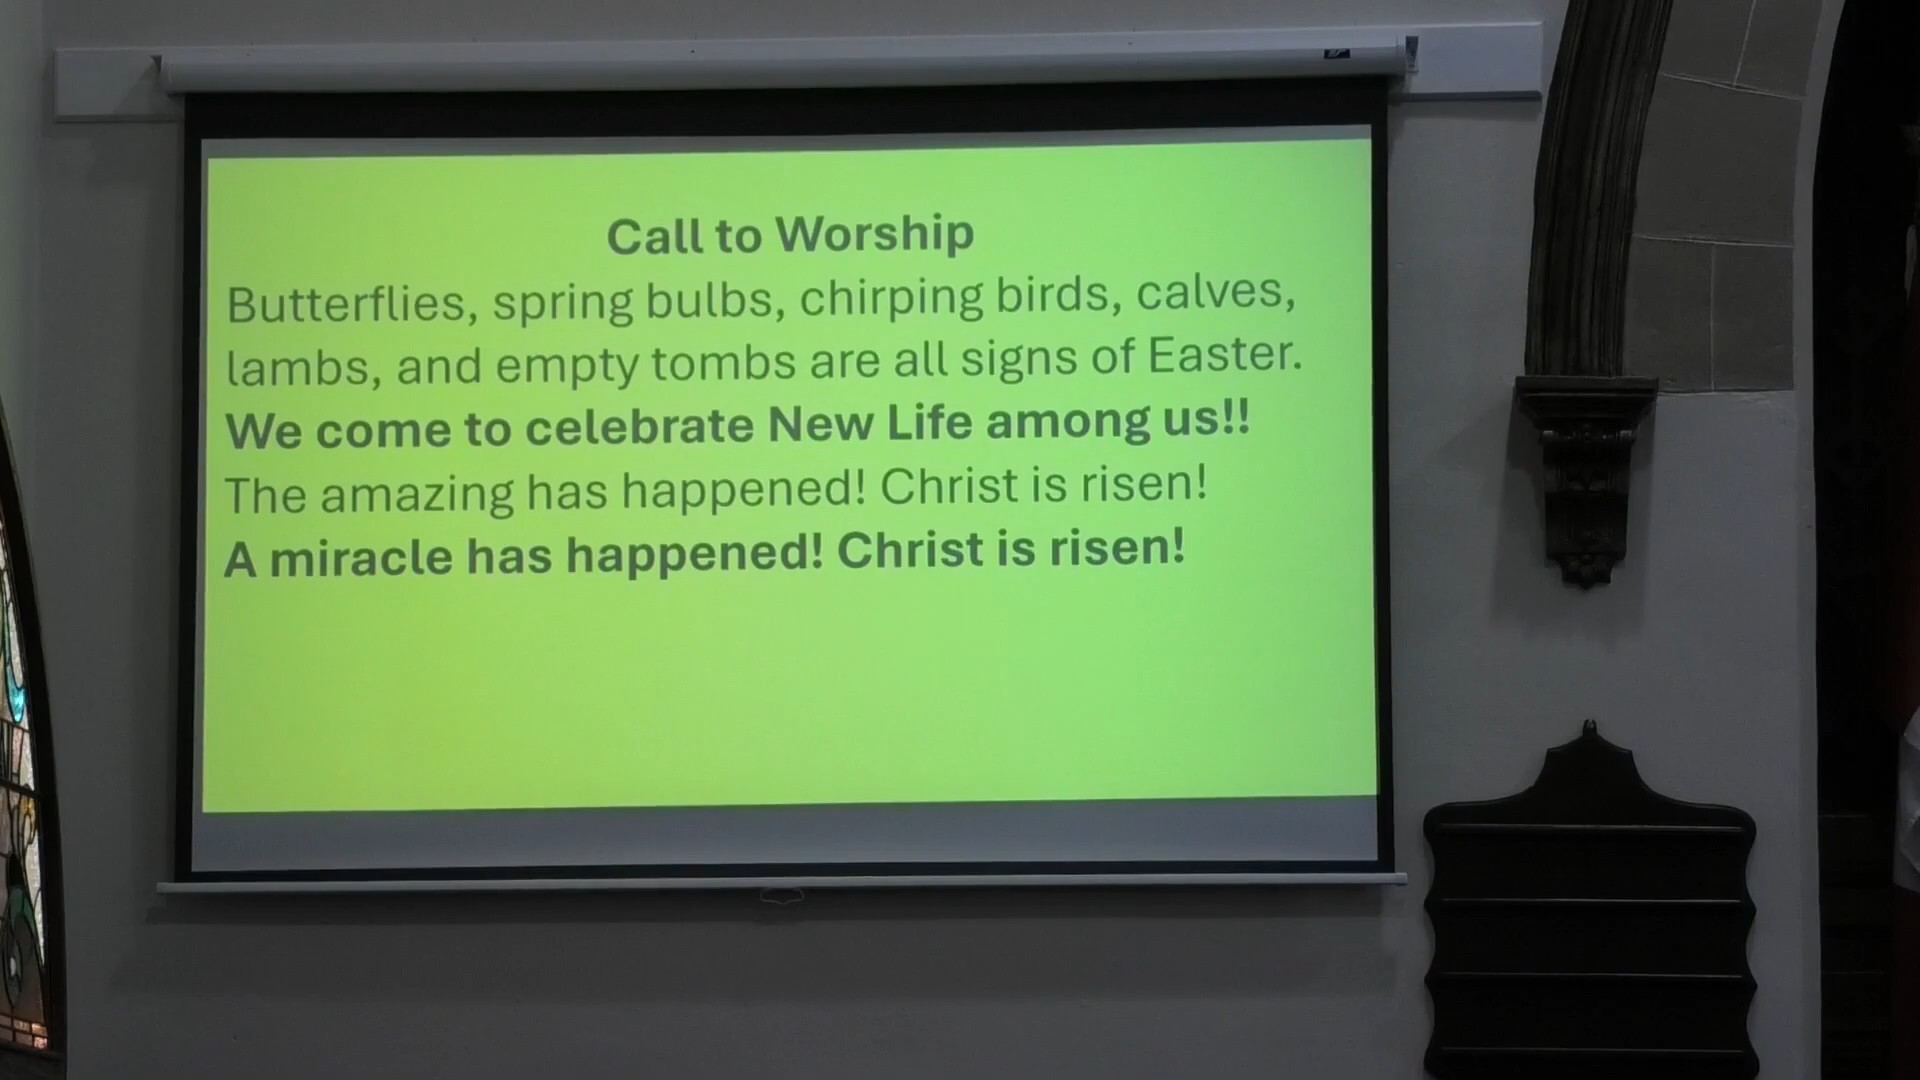 Call to Worship
Butterflies, spring bulbs, chirping birds, calves,
lambs, and empty tombs are all signs of Easter.
We come to celebrate New Life among us!!
The amazing has happened! Christ is risen!
A miracle has happened! Christ is risen!